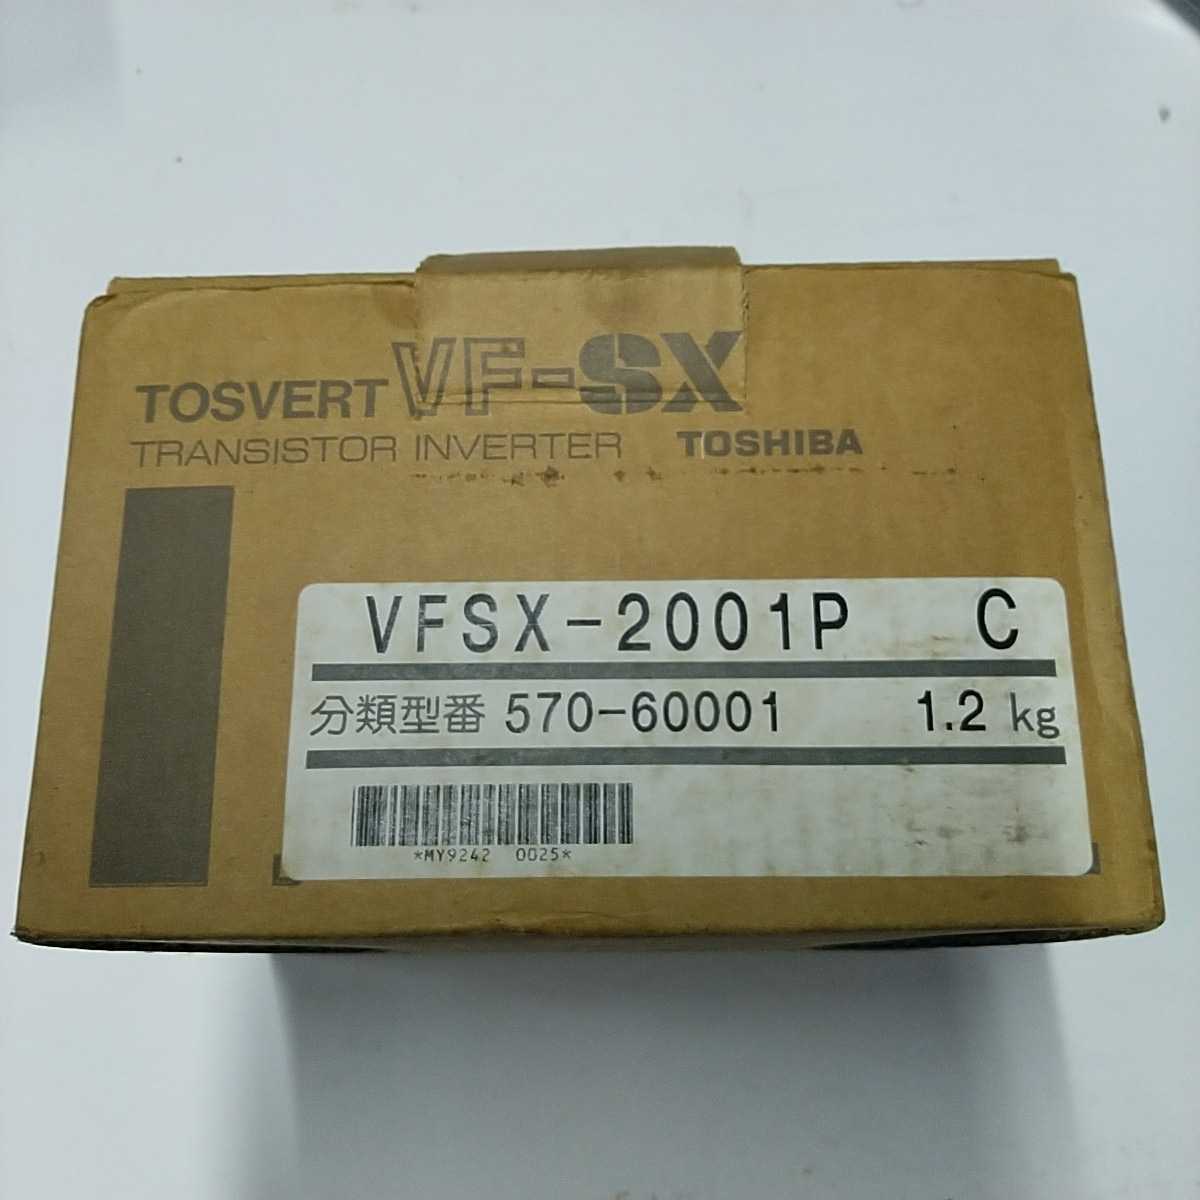 TOSVERT VF-SX
TRANSISTOR INVERTER TOSHIBA
VFSX-2001P C
分類型番 570-60001 1.2 kg
*MY9242 0025*